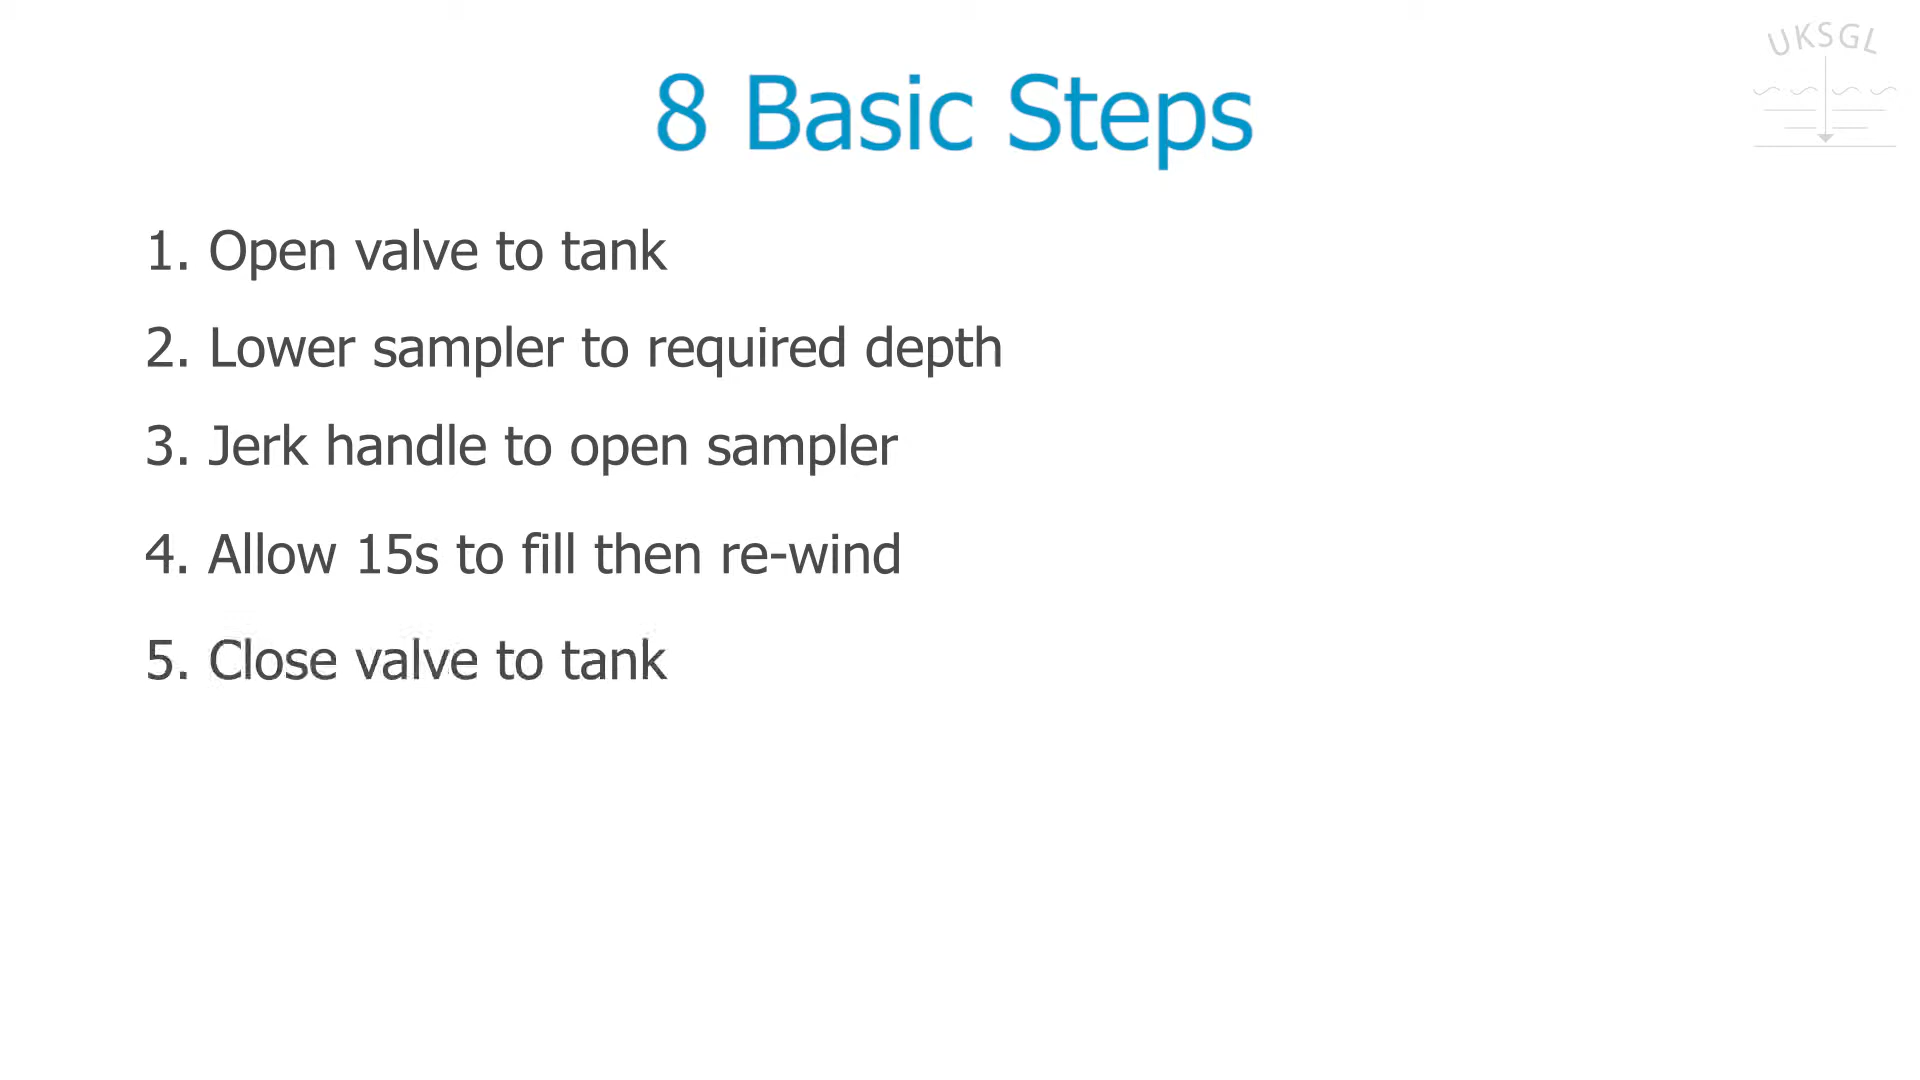 UKSGL
8 Basic Steps
1. Open valve to tank
2. Lower sampler to required depth
3. Jerk handle to open sampler
4. Allow 15s to fill then re-wind
5. Close valve to tank